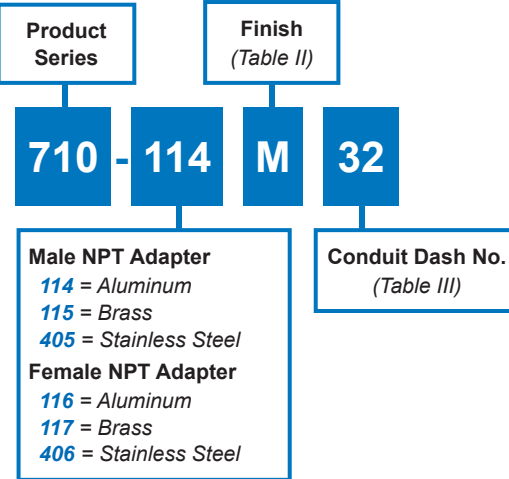 Product
Series
Finish
(Table II)
710 - 114 M 32
Male NPT Adapter
114 = Aluminum
115 = Brass
405 = Stainless Steel
Female NPT Adapter
116 = Aluminum
117 = Brass
406 = Stainless Steel
Conduit Dash No.
(Table III)